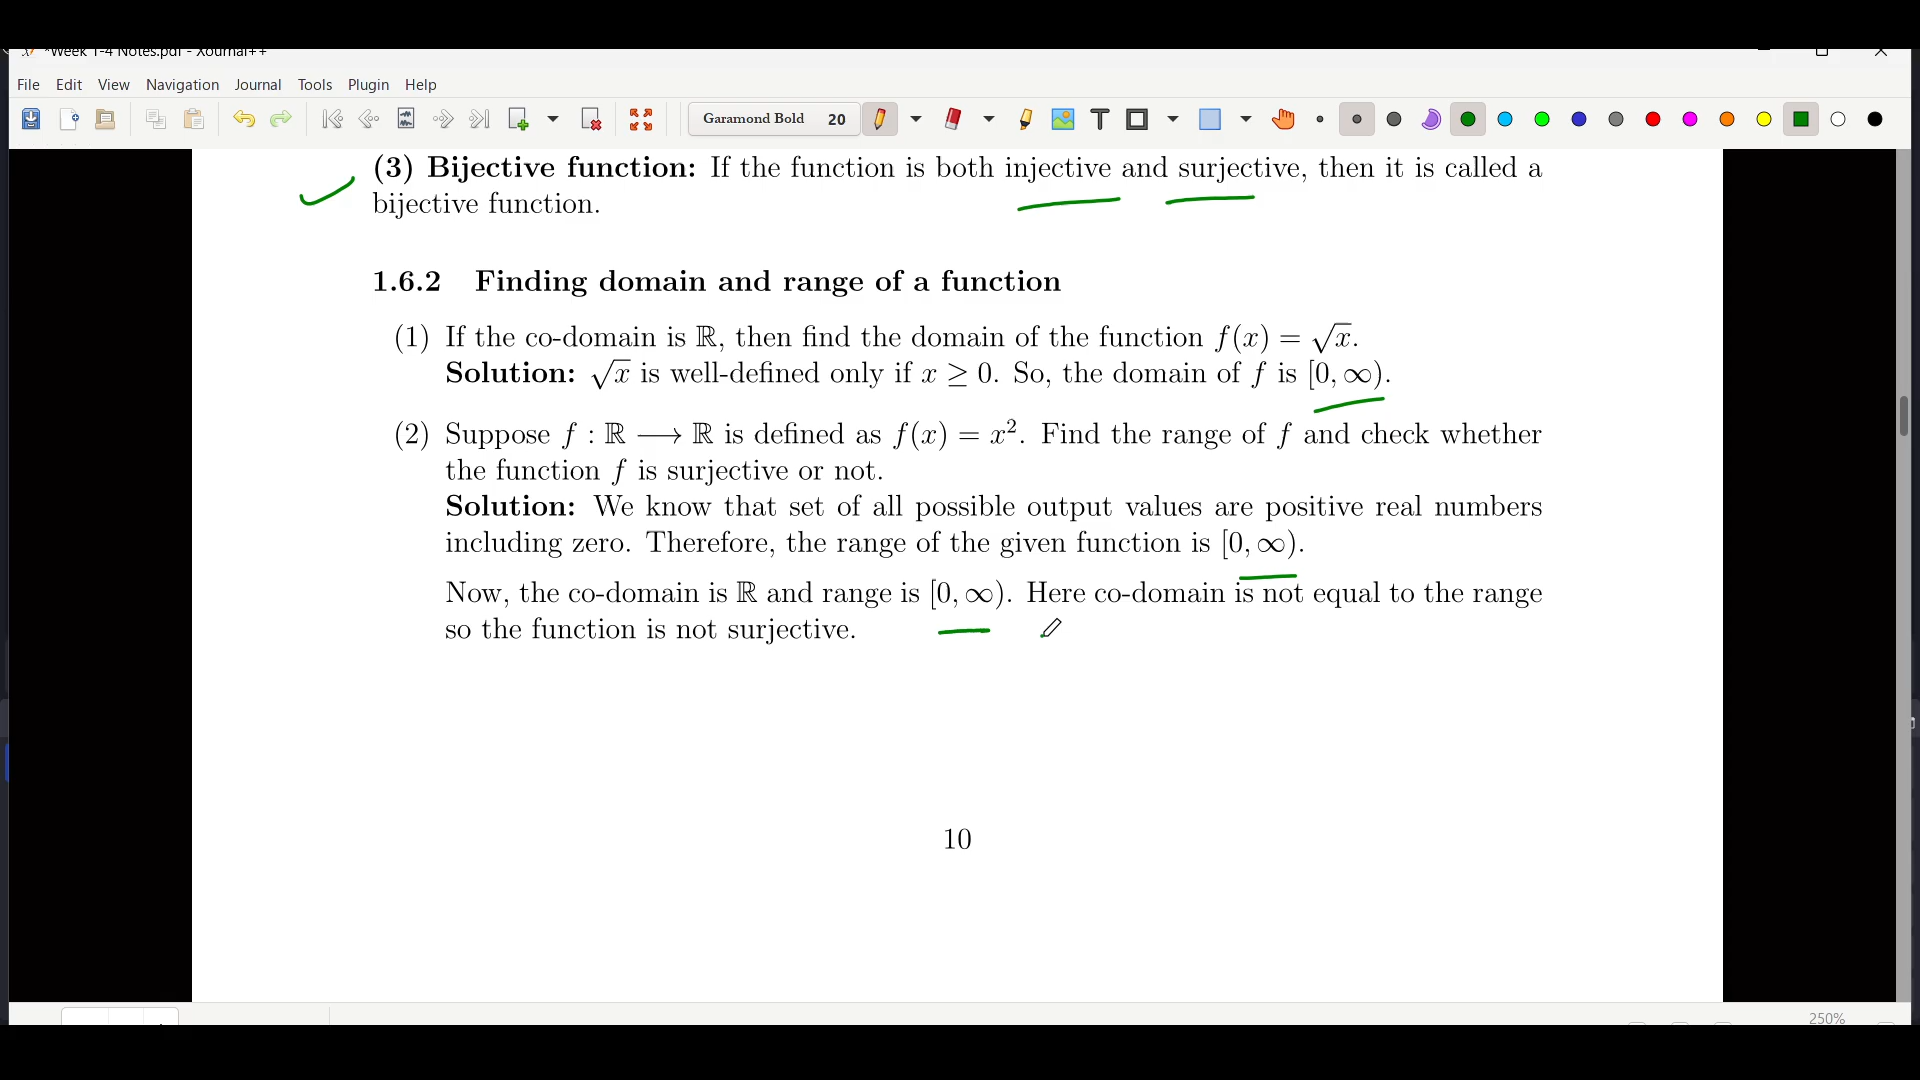 *Week 1-4 Notes.pdf - Xournal++
File Edit View Navigation Journal Tools Plugin Help
Garamond Bold 20
(3) Bijective function: If the function is both injective and surjective, then it is called a
bijective function.
1.6.2 Finding domain and range of a function
(1) If the co-domain is ℝ, then find the domain of the function f(x) = √x.
Solution: √x is well-defined only if x ≥ 0. So, the domain of f is [0, ∞).
(2) Suppose f : ℝ ⟶ ℝ is defined as f(x) = x². Find the range of f and check whether
the function f is surjective or not.
Solution: We know that set of all possible output values are positive real numbers
including zero. Therefore, the range of the given function is [0, ∞).
Now, the co-domain is ℝ and range is [0, ∞). Here co-domain is not equal to the range
so the function is not surjective.
10
250%